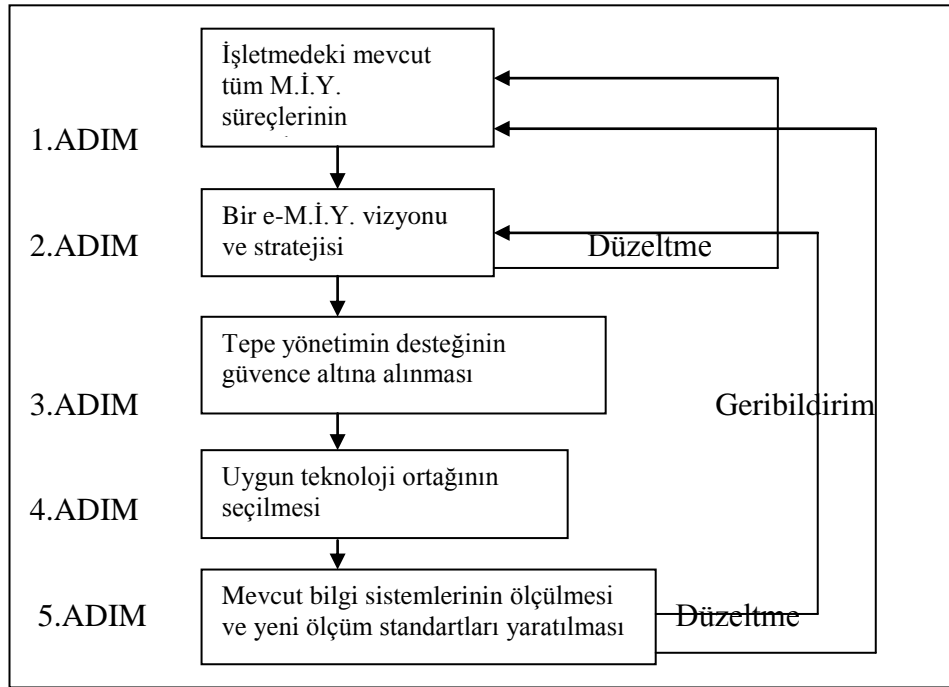 İşletmedeki mevcut
tüm M.İ.Y.
süreçlerinin
1.ADIM
Bir e-M.İ.Y. vizyonu
ve stratejisi
2.ADIM
Düzeltme
Tepe yönetimin desteğinin
güvence altına alınması
3.ADIM
Geribildirim
Uygun teknoloji ortağının
seçilmesi
4.ADIM
Mevcut bilgi sistemlerinin ölçülmesi
ve yeni ölçüm standartları yaratılması
5.ADIM
Düzeltme